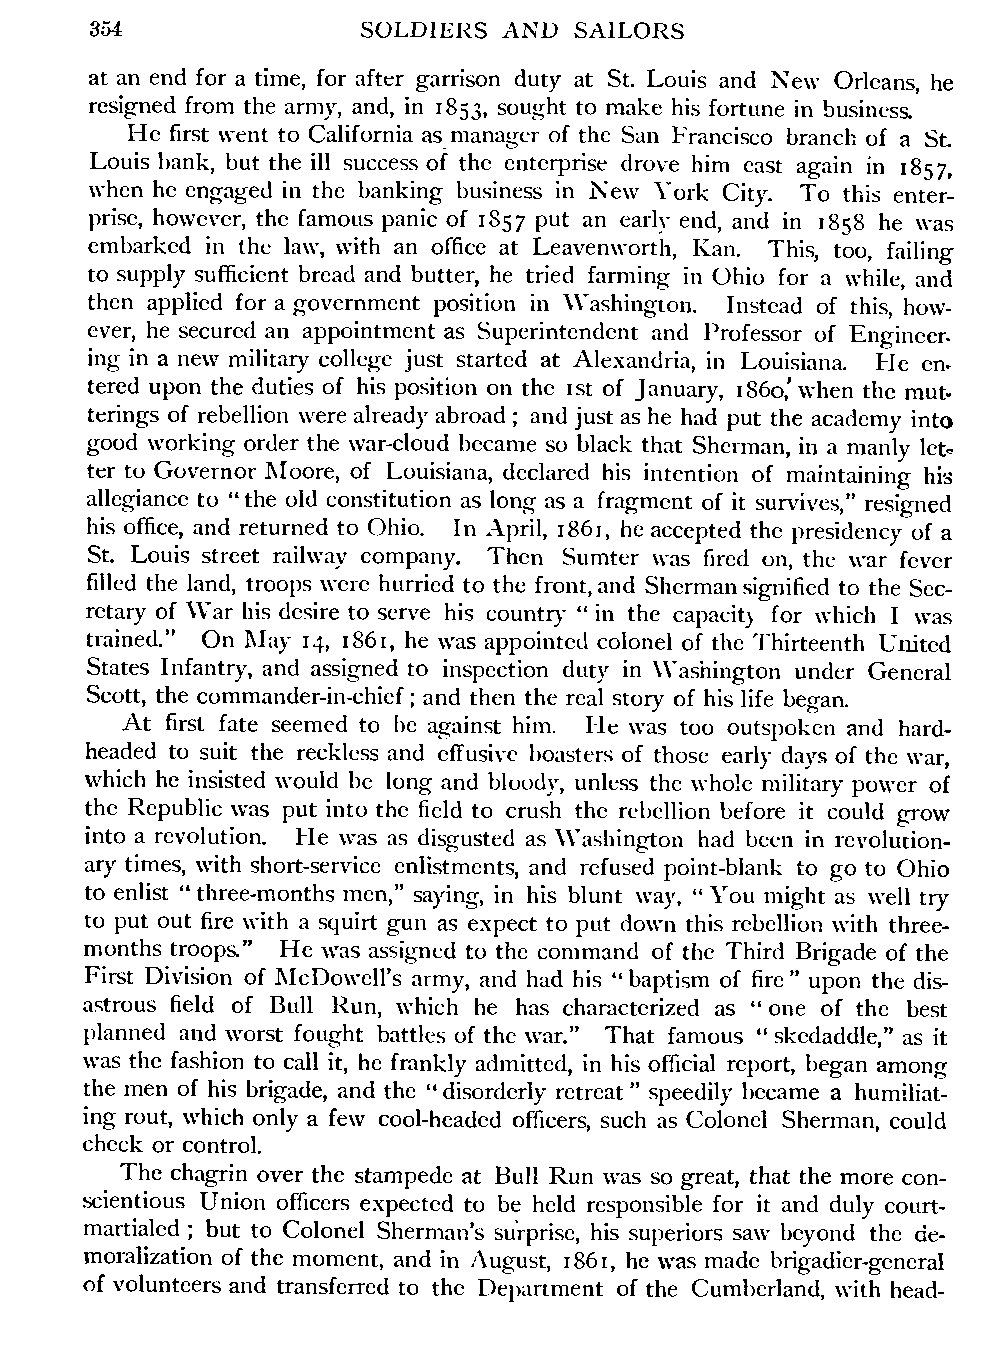 354 SOLDIERS AND SAILORS
at an end for a time, for after garrison duty at St. Louis and New Orleans, he
resigned from the army, and, in 1853, sought to make his fortune in business.
He first went to California as manager of the San Francisco branch of a St.
Louis bank, but the ill success of the enterprise drove him east again in 1857,
when he engaged in the banking business in New York City. To this enter-
prise, however, the famous panic of 1857 put an early end, and in 1858 he was
embarked in the law, with an office at Leavenworth, Kan. This, too, failing
to supply sufficient bread and butter, he tried farming in Ohio for a while, and
then applied for a government position in Washington. Instead of this, how-
ever, he secured an appointment as Superintendent and Professor of Engineer-
ing in a new military college just started at Alexandria, in Louisiana. He en-
tered upon the duties of his position on the 1st of January, 1860, when the mut-
terings of rebellion were already abroad; and just as he had put the academy into
good working order the war-cloud became so black that Sherman, in a manly let-
ter to Governor Moore, of Louisiana, declared his intention of maintaining his
allegiance to "the old constitution as long as a fragment of it survives," resigned
his office, and returned to Ohio. In April, 1861, he accepted the presidency of a
St. Louis street railway company. Then Sumter was fired on, the war fever
filled the land, troops were hurried to the front, and Sherman signified to the Sec-
retary of War his desire to serve his country "in the capacity for which I was
trained." On May 14, 1861, he was appointed colonel of the Thirteenth United
States Infantry, and assigned to inspection duty in Washington under General
Scott, the commander-in-chief; and then the real story of his life began.
At first fate seemed to be against him. He was too outspoken and hard-
headed to suit the reckless and effusive boasters of those early days of the war,
which he insisted would be long and bloody, unless the whole military power of
the Republic was put into the field to crush the rebellion before it could grow
into a revolution. He was as disgusted as Washington had been in revolution-
ary times, with short-service enlistments, and refused point-blank to go to Ohio
to enlist "three-months men," saying, in his blunt way, "You might as well try
to put out fire with a squirt gun as expect to put down this rebellion with three-
months troops." He was assigned to the command of the Third Brigade of the
First Division of McDowell's army, and had his "baptism of fire" upon the dis-
astrous field of Bull Run, which he has characterized as "one of the best
planned and worst fought battles of the war." That famous "skedaddle," as it
was the fashion to call it, he frankly admitted, in his official report, began among
the men of his brigade, and the "disorderly retreat" speedily became a humiliat-
ing rout, which only a few cool-headed officers, such as Colonel Sherman, could
check or control.
The chagrin over the stampede at Bull Run was so great, that the more con-
scientious Union officers expected to be held responsible for it and duly court-
martialed; but to Colonel Sherman's surprise, his superiors saw beyond the de-
moralization of the moment, and in August, 1861, he was made brigadier-general
of volunteers and transferred to the Department of the Cumberland, with head-